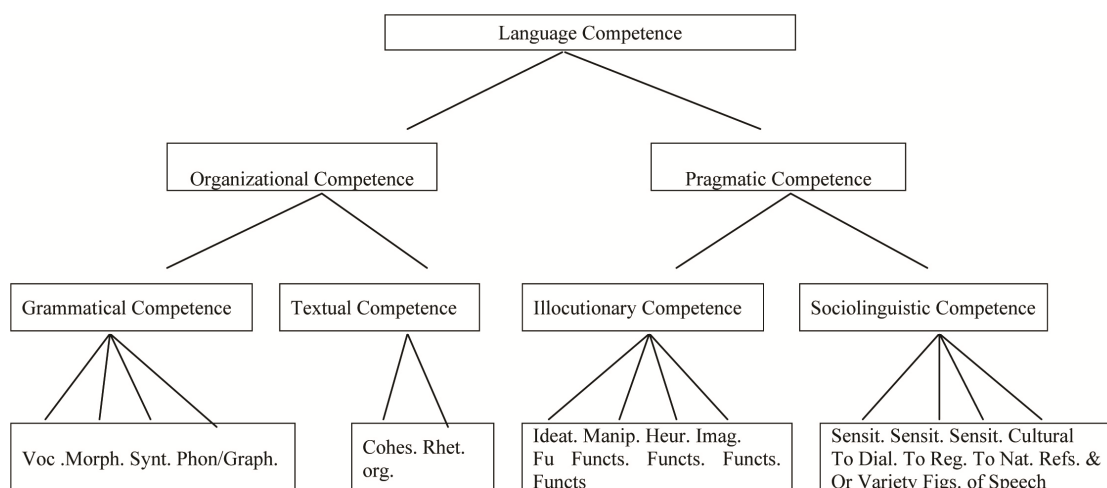 Language Competence
Organizational Competence
Pragmatic Competence
Grammatical Competence
Textual Competence
Illocutionary Competence
Sociolinguistic Competence
Voc .Morph. Synt. Phon/Graph.
Cohes. Rhet.
org.
Ideat. Manip. Heur. Imag.
Fu Functs. Functs. Functs.
Functs
Sensit. Sensit. Sensit. Cultural
To Dial. To Reg. To Nat. Refs. &
Or Variety Figs. of Speech